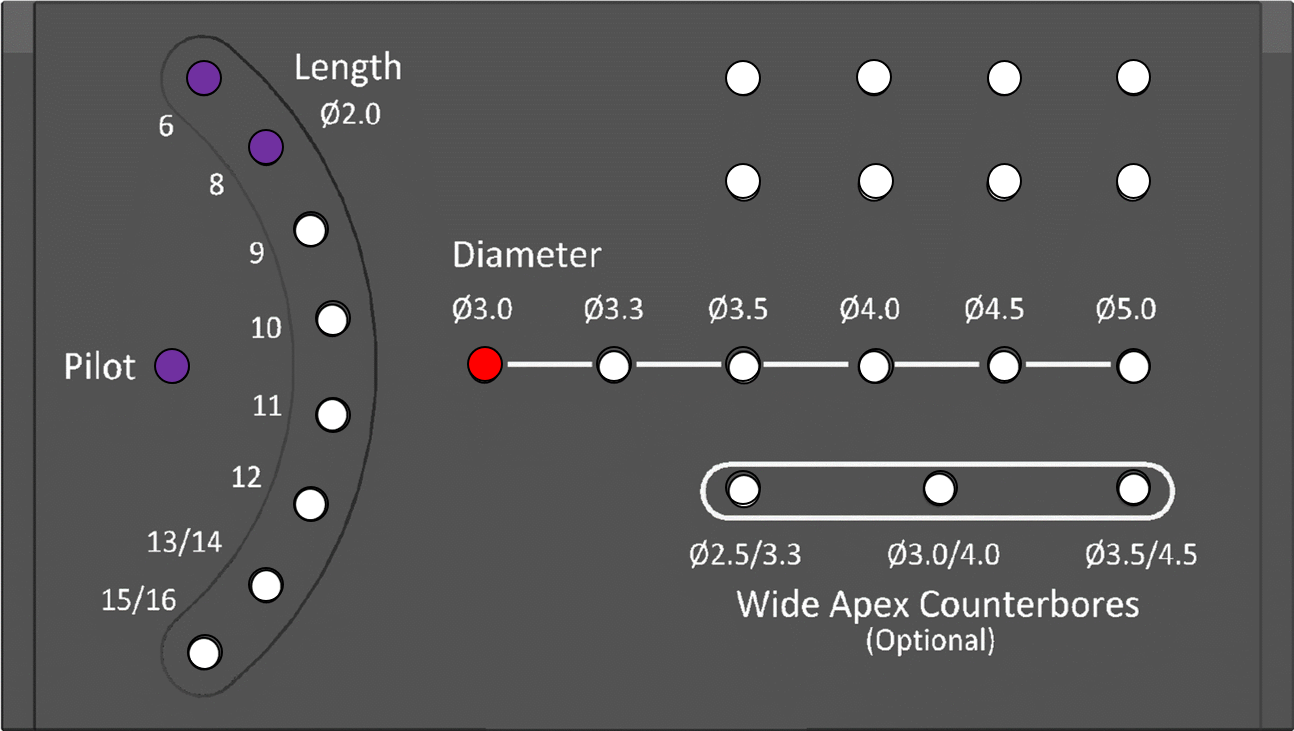 Length
Ø2.0
6
8
9
10
11
12
13/14
15/16
Pilot
Diameter
Ø3.0 Ø3.3 Ø3.5 Ø4.0 Ø4.5 Ø5.0
Ø2.5/3.3 Ø3.0/4.0 Ø3.5/4.5
Wide Apex Counterbores
(Optional)